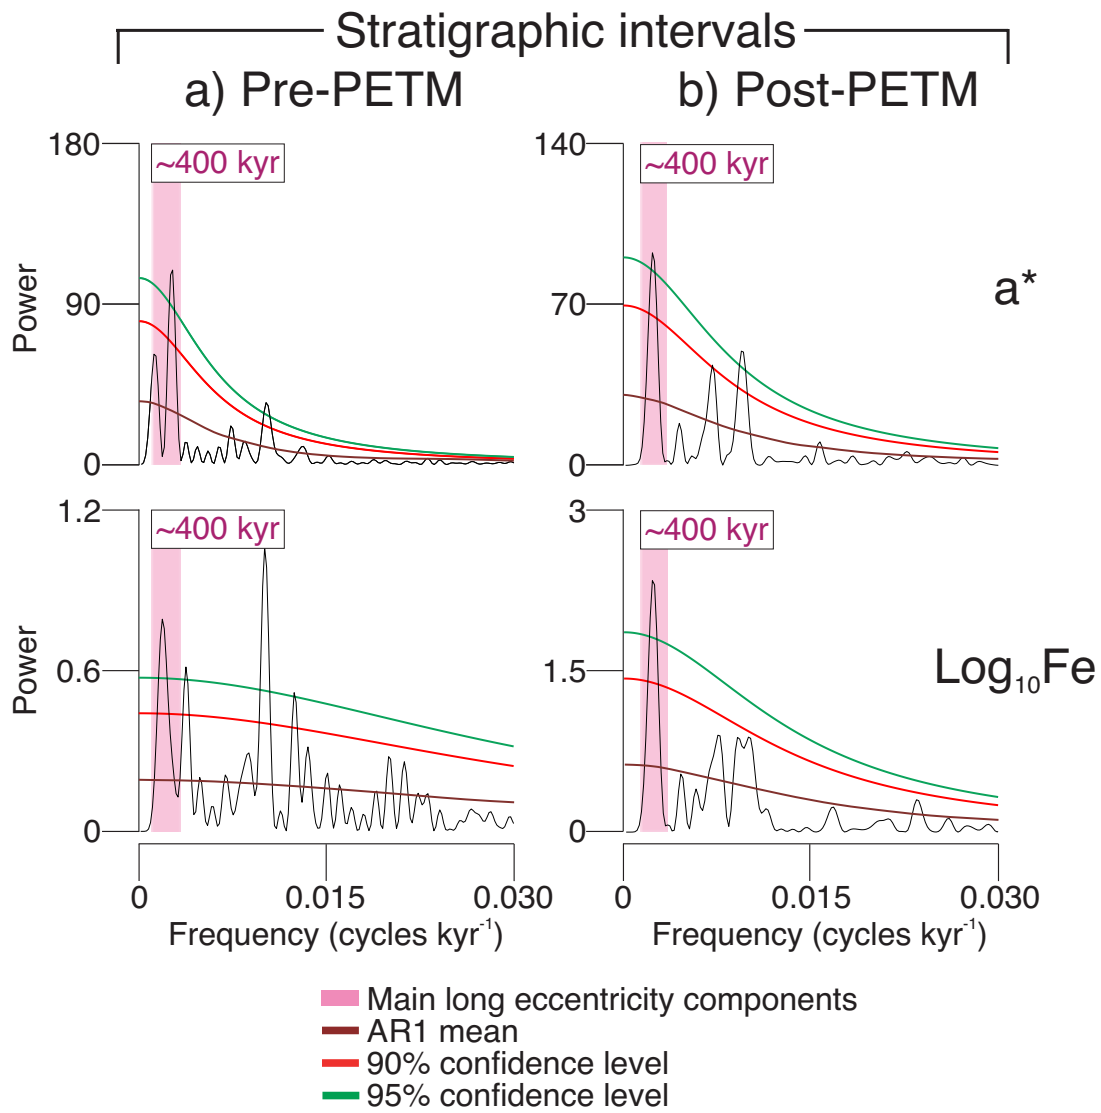 Stratigraphic intervals
a) Pre-PETM
b) Post-PETM
180
~400 kyr
90
0
Power
140
~400 kyr
70
0
a*
1.2
~400 kyr
0.6
0
Power
3
~400 kyr
1.5
0
Log₁₀Fe
0 0.015 0.030
Frequency (cycles kyr⁻¹)
0 0.015 0.030
Frequency (cycles kyr⁻¹)
Main long eccentricity components
AR1 mean
90% confidence level
95% confidence level